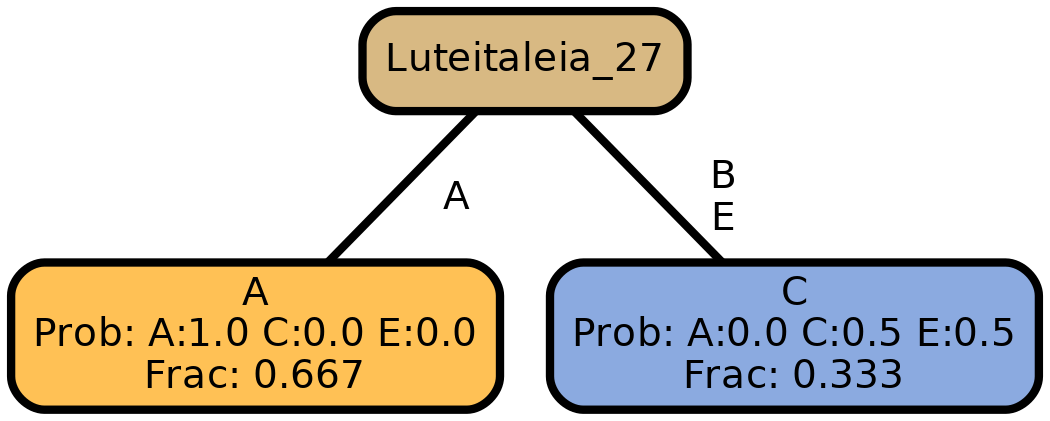 Luteitaleia_27
A
B
E
A
Prob: A:1.0 C:0.0 E:0.0
Frac: 0.667
C
Prob: A:0.0 C:0.5 E:0.5
Frac: 0.333